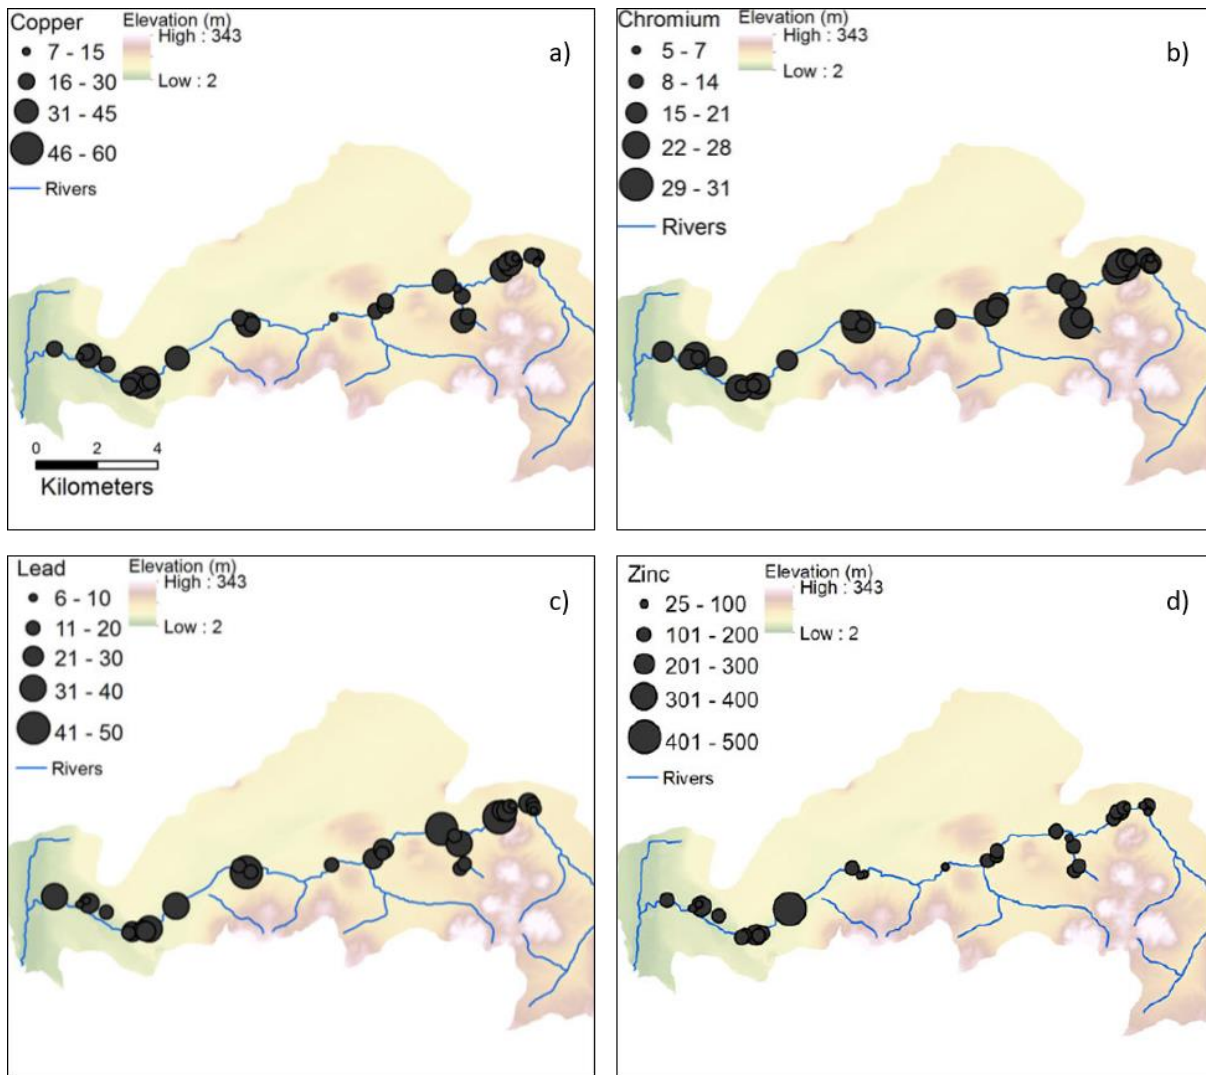 Copper
7 - 15
16 - 30
31 - 45
46 - 60
Rivers
Elevation (m)
High : 343
Low : 2
a)
0 2 4
Kilometers
Chromium
5 - 7
8 - 14
15 - 21
22 - 28
29 - 31
Rivers
Elevation (m)
High : 343
Low : 2
b)
Lead
6 - 10
11 - 20
21 - 30
31 - 40
41 - 50
Rivers
Elevation (m)
High : 343
Low : 2
c)
Zinc
25 - 100
101 - 200
201 - 300
301 - 400
401 - 500
Rivers
Elevation (m)
High : 343
Low : 2
d)